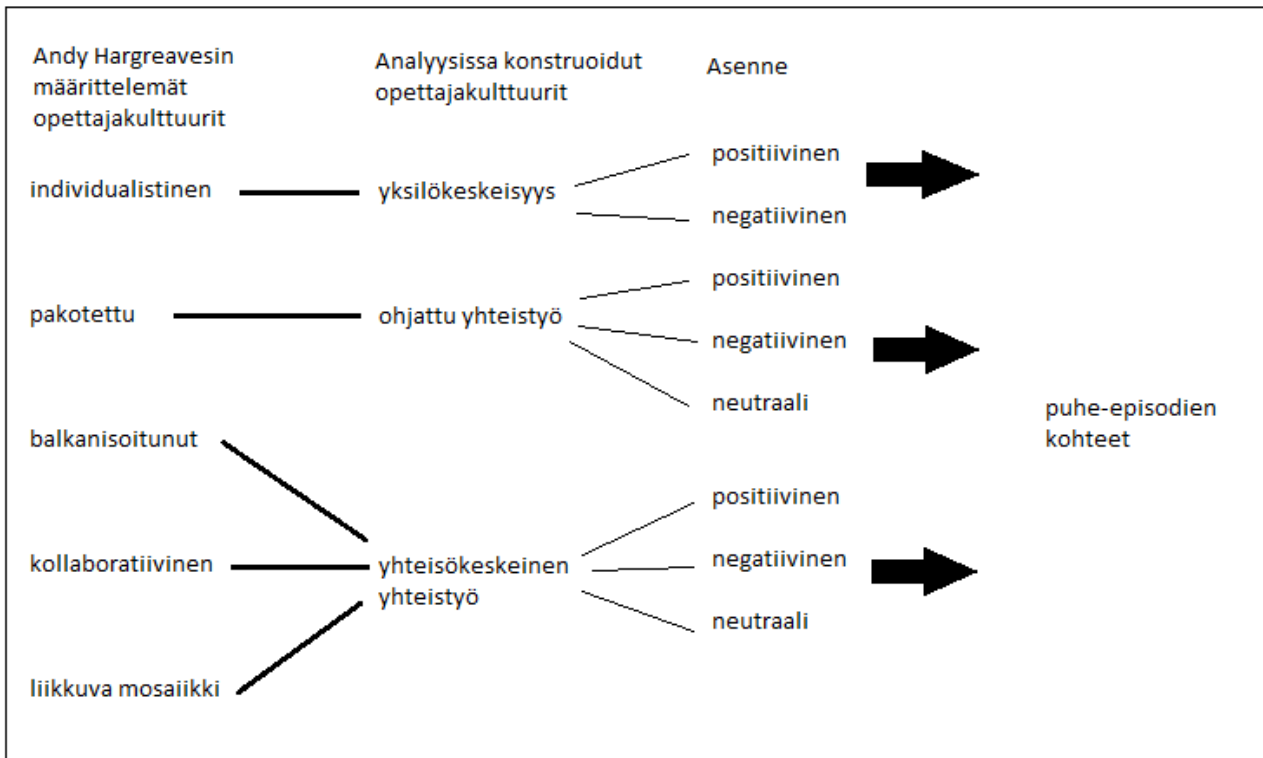 Andy Hargreavesin
määrittelemät
opettajakulttuurit
Analyysissa konstruoidut
opettajakulttuurit
Asenne
individualistinen
yksilökeskeisyys
positiivinen
negatiivinen
pakotettu
ohjattu yhteistyö
positiivinen
negatiivinen
neutraali
balkanisoitunut
kollaboratiivinen
liikkuva mosaiikki
yhteisökeskeinen
yhteistyö
positiivinen
negatiivinen
neutraali
puhe-episodien
kohteet